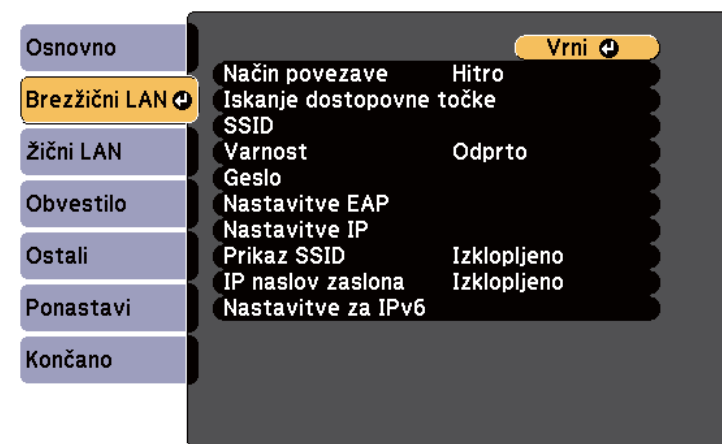 Osnovno
Brezžični LAN
Žični LAN
Obvestilo
Ostali
Ponastavi
Končano
Vrni
Način povezave Hitro
Iskanje dostopovne točke
SSID
Varnost Odprto
Geslo
Nastavitve EAP
Nastavitve IP
Prikaz SSID Izklopljeno
IP naslov zaslona Izklopljeno
Nastavitve za IPv6